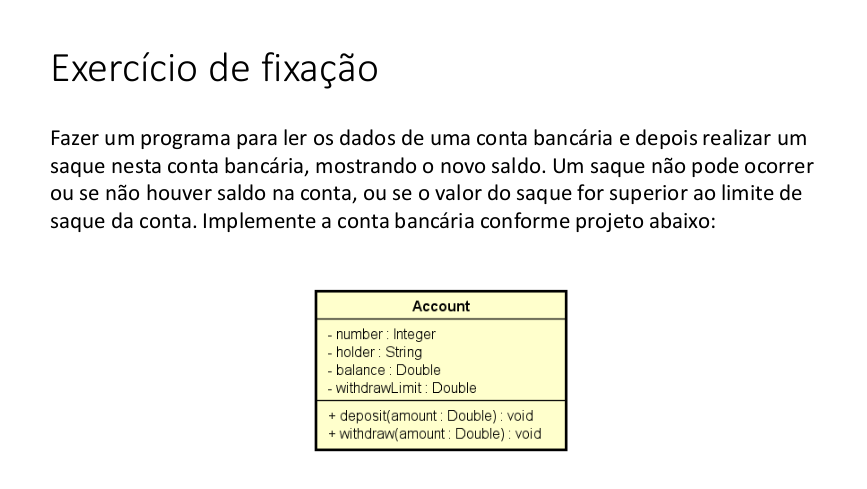 Exercício de fixação
Fazer um programa para ler os dados de uma conta bancária e depois realizar um
saque nesta conta bancária, mostrando o novo saldo. Um saque não pode ocorrer
ou se não houver saldo na conta, ou se o valor do saque for superior ao limite de
saque da conta. Implemente a conta bancária conforme projeto abaixo:
Account
- number : Integer
- holder : String
- balance : Double
- withdrawLimit : Double
+ deposit(amount : Double) : void
+ withdraw(amount : Double) : void